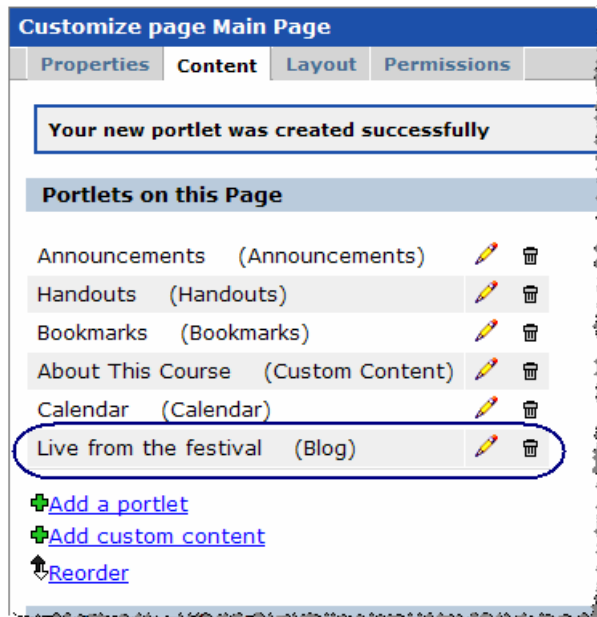 Customize page Main Page
Properties Content Layout Permissions
Your new portlet was created successfully
Portlets on this Page
Announcements (Announcements)
Handouts (Handouts)
Bookmarks (Bookmarks)
About This Course (Custom Content)
Calendar (Calendar)
Live from the festival (Blog)
Add a portlet
Add custom content
Reorder